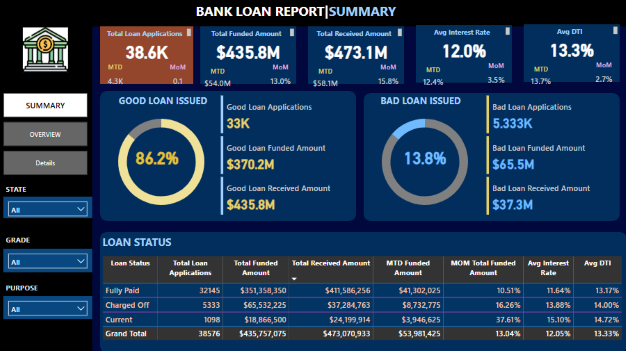 BANK LOAN REPORT|SUMMARY
Total Loan Applications
38.6K
MTD MoM
4.3K 0.1
Total Funded Amount
$435.8M
MTD MoM
$54.0M 13.0%
Total Received Amount
$473.1M
MTD MoM
$58.1M 15.8%
Avg Interest Rate
12.0%
MTD MoM
12.4% 3.5%
Avg DTI
13.3%
MTD MoM
13.7% 2.7%
SUMMARY
OVERVIEW
Details
STATE
All
GRADE
All
PURPOSE
All
GOOD LOAN ISSUED
86.2%
Good Loan Applications
33K
Good Loan Funded Amount
$370.2M
Good Loan Received Amount
$435.8M
BAD LOAN ISSUED
13.8%
Bad Loan Applications
5.333K
Bad Loan Funded Amount
$65.5M
Bad Loan Received Amount
$37.3M
LOAN STATUS
Loan Status Total Loan Applications Total Funded Amount Total Received Amount MTD Funded Amount MOM Total Funded Amount Avg Interest Rate Avg DTI
Fully Paid 32145 $351,358,350 $411,586,256 $41,302,025 10.51% 11.64% 13.17%
Charged Off 5333 $65,532,225 $37,284,763 $8,732,775 16.26% 13.88% 14.00%
Current 1098 $18,866,500 $24,199,914 $3,946,625 37.61% 15.10% 14.72%
Grand Total 38576 $435,757,075 $473,070,933 $53,981,425 13.04% 12.05% 13.33%